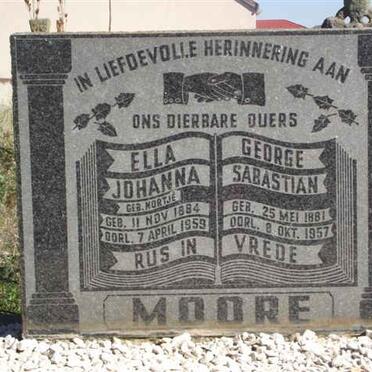 IN LIEFDEVOLLE HERINNERING AAN
ONS DIERBARE OUERS
ELLA
JOHANNA
GEB. NORTJÉ
GEB. 11 NOV 1884
OORL. 7 APRIL 1959
RUS IN
GEORGE
SABASTIAN
GEB. 25 MEI 1881
OORL. 8 OKT. 1957
VREDE
MOORE